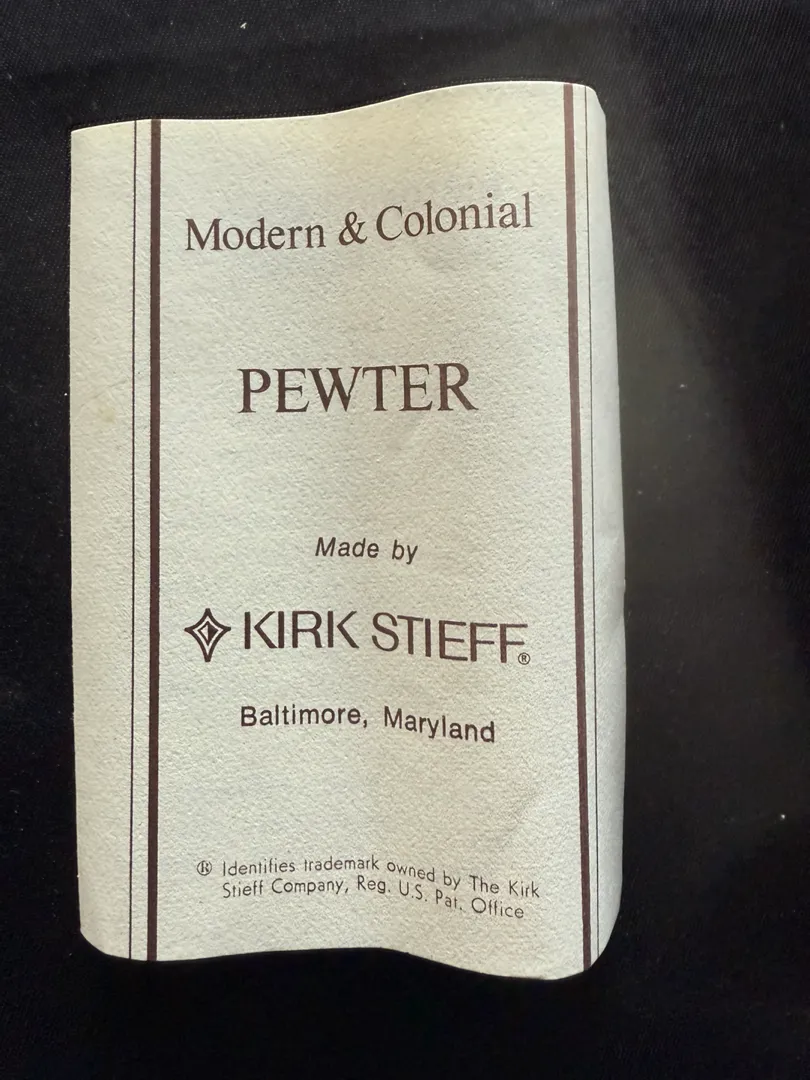 Modern & Colonial
PEWTER
Made by
KIRK STIEFF®
Baltimore, Maryland
® Identifies trademark owned by The Kirk
Stieff Company, Reg. U.S. Pat. Office